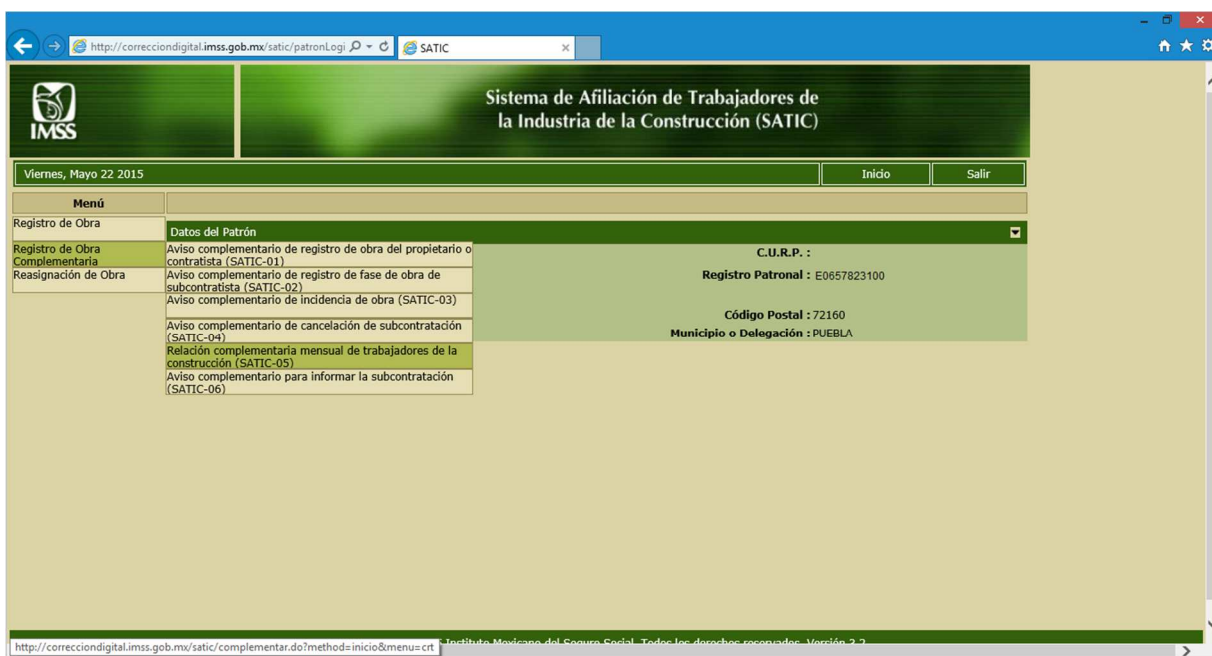 http://correcciondigital.imss.gob.mx/satic/patronLogi
SATIC
IMSS
Sistema de Afiliación de Trabajadores de
la Industria de la Construcción (SATIC)
Viernes, Mayo 22 2015
Inicio
Salir
Menú
Registro de Obra
Registro de Obra
Complementaria
Reasignación de Obra
Datos del Patrón
Aviso complementario de registro de obra del propietario o
contratista (SATIC-01)
Aviso complementario de registro de fase de obra de
subcontratista (SATIC-02)
Aviso complementario de incidencia de obra (SATIC-03)
Aviso complementario de cancelación de subcontratación
(SATIC-04)
Relación complementaria mensual de trabajadores de la
construcción (SATIC-05)
Aviso complementario para informar la subcontratación
(SATIC-06)
C.U.R.P. :
Registro Patronal : E0657823100
Código Postal : 72160
Municipio o Delegación : PUEBLA
Instituto Mexicano del Seguro Social. Todos los derechos reservados. Versión 3.2
http://correcciondigital.imss.gob.mx/satic/complementar.do?method=inicio&menu=crt